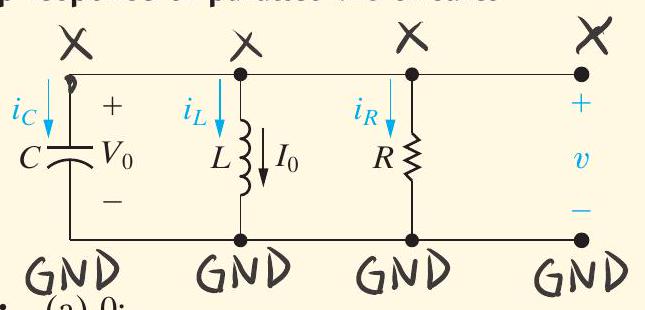 X X X X
i_C + i_L i_R +
C V_0 L I_0 R v
− −
GND GND GND GND
(a) 0;